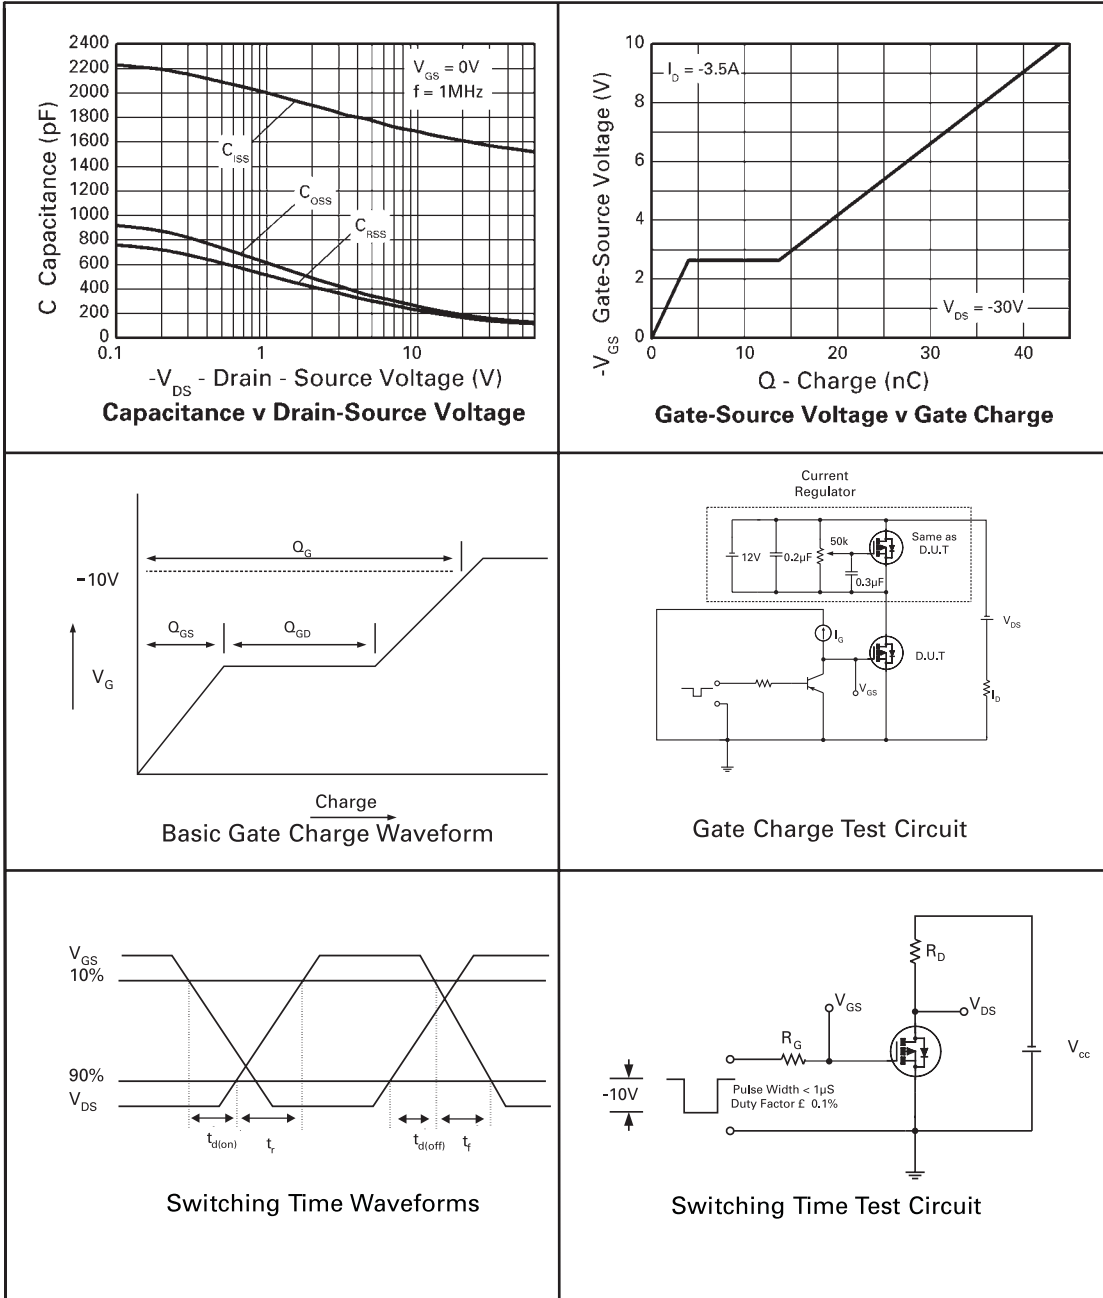 2400
2200
2000
1800
1600
1400
1200
1000
800
600
400
200
0
C Capacitance (pF)
V_GS = 0V
f = 1MHz
C_ISS
C_OSS
C_RSS
0.1
1
10
-V_DS - Drain - Source Voltage (V)
Capacitance v Drain-Source Voltage
10
8
6
4
2
0
-V_GS Gate-Source Voltage (V)
I_D = -3.5A
V_DS = -30V
0
10
20
30
40
Q - Charge (nC)
Gate-Source Voltage v Gate Charge
Q_G
-10V
Q_GS
Q_GD
V_G
Charge
Basic Gate Charge Waveform
Current
Regulator
12V
0.2µF
50k
0.3µF
Same as
D.U.T
I_G
D.U.T
V_GS
V_DS
I_D
Gate Charge Test Circuit
V_GS
10%
90%
V_DS
t_d(on)
t_r
t_d(off)
t_f
Switching Time Waveforms
R_D
V_GS
V_DS
R_G
V_cc
-10V
Pulse Width < 1µS
Duty Factor £ 0.1%
Switching Time Test Circuit